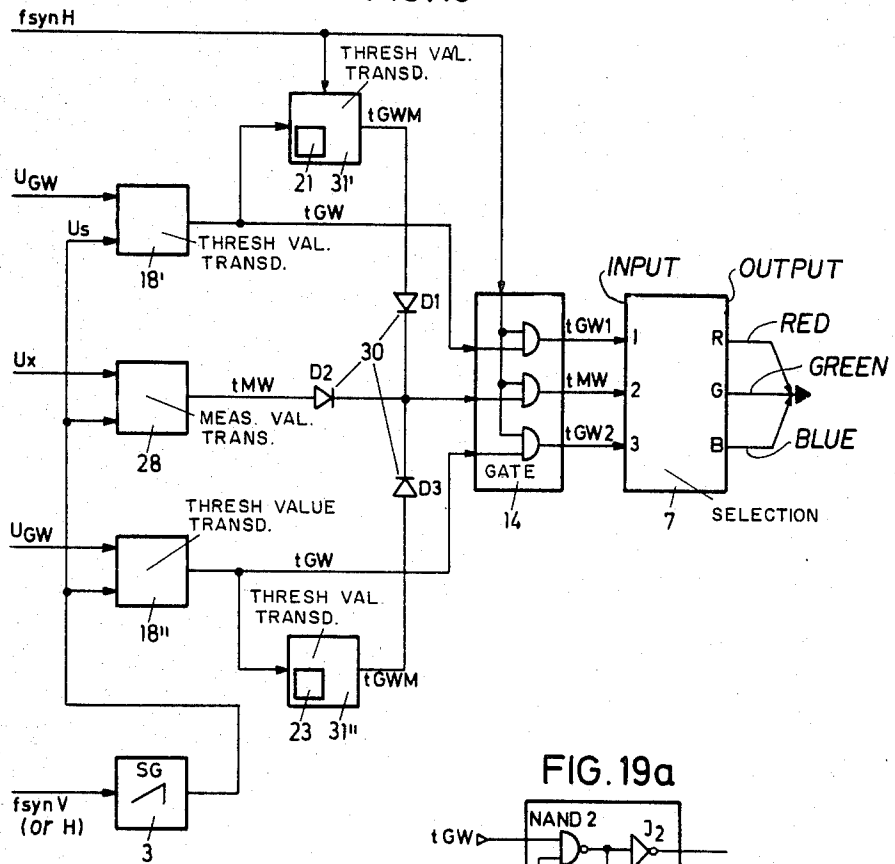 fsynH
THRESH VAL.
TRANSD.
tGWM
21
31'
UGW
Us
tGW
THRESH VAL.
TRANSD.
18'
D1
INPUT
OUTPUT
30
tGW1
1
R
RED
Ux
tMW
D2
tMW
2
G
GREEN
MEAS. VAL.
TRANS.
28
tGW2
3
B
BLUE
D3
GATE
14
7
SELECTION
THRESH VALUE
TRANSD.
UGW
tGW
18"
THRESH VAL.
TRANSD.
tGWM
23
31"
SG
fsynV
(or H)
3
FIG.19a
NAND 2
J2
tGW